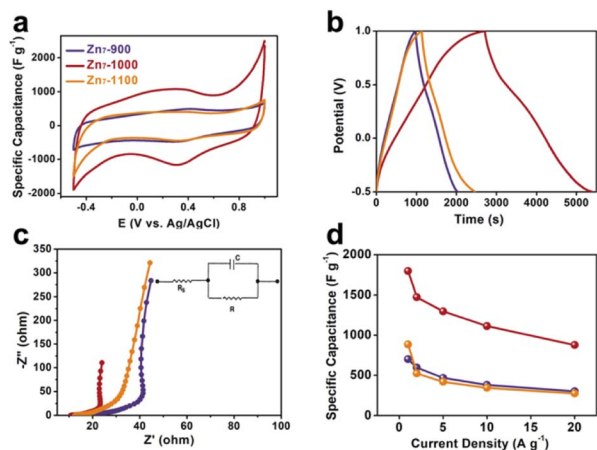 a
Specific Capacitance (F g⁻¹)
2000
1000
0
-1000
-2000
Zn₇-900
Zn₇-1000
Zn₇-1100
-0.4 0.0 0.4 0.8
E (V vs. Ag/AgCl)
b
Potential (V)
1.0
0.5
0.0
-0.5
0 1000 2000 3000 4000 5000
Time (s)
c
-Z" (ohm)
350
300
250
200
150
100
50
0
C
Rs
R
20 40 60 80 100
Z' (ohm)
d
Specific Capacitance (F g⁻¹)
2000
1500
1000
500
0
0 5 10 15 20
Current Density (A g⁻¹)